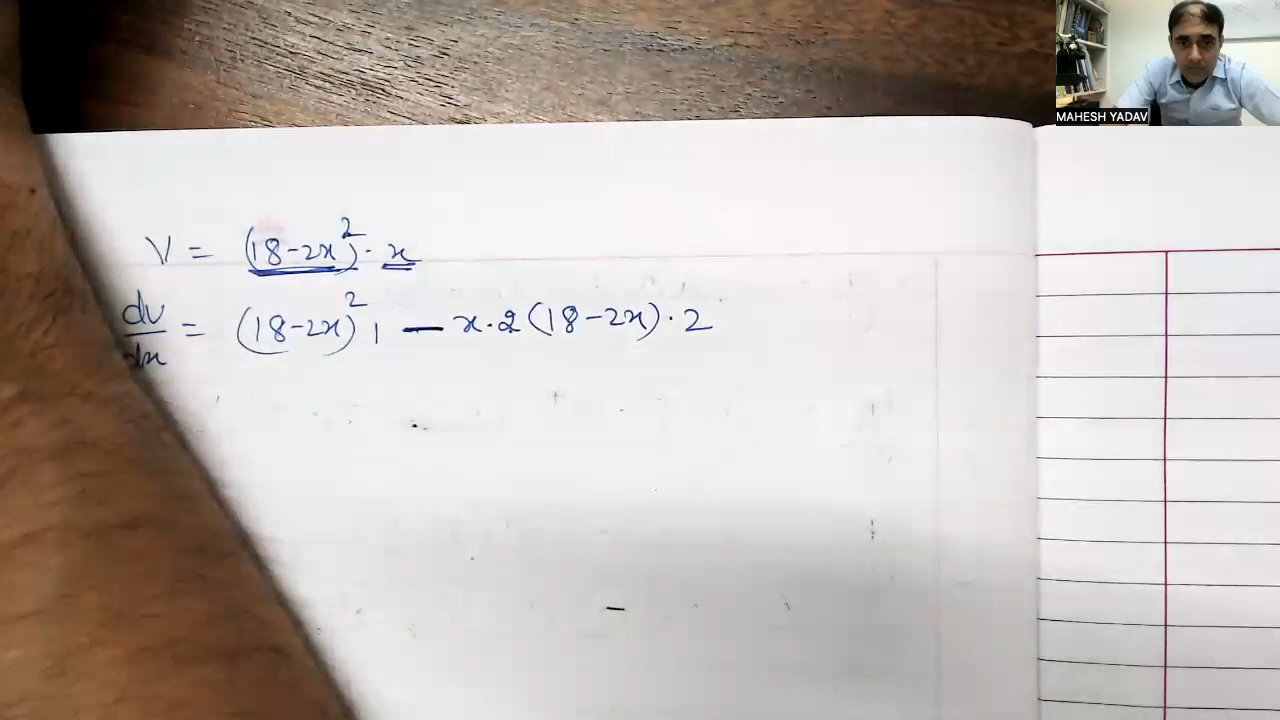 MAHESH YADAV
V = (18-2x)² · x
dv/dx = (18-2x)² 1 - x·2(18-2x)·2